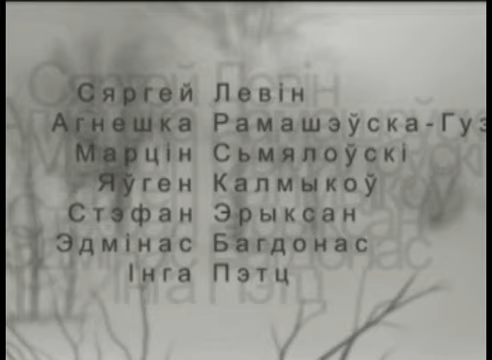 Сяргей Левін
Агнешка Рамашэўска-Гуз
Марцін Сьмялоўскі
Яўген Калмыкоў
Стэфан Эрыксан
Эдмінас Багдонас
Інга Пэтц